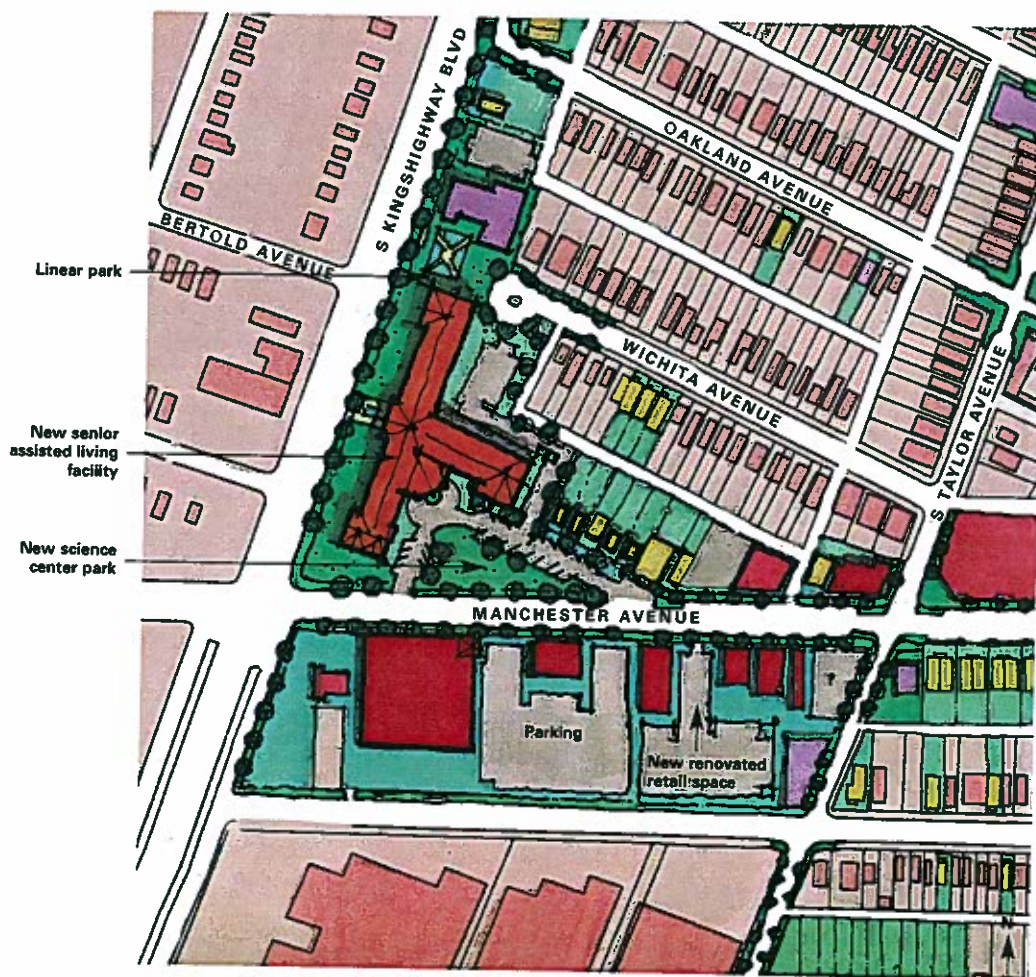 S KINGSHIGHWAY BLVD
OAKLAND AVENUE
BERTOLD AVENUE
Linear park
WICHITA AVENUE
S TAYLOR AVENUE
New senior
assisted living
facility
New science
center park
MANCHESTER AVENUE
?
Parking
New renovated
retail space
N